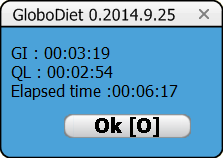 GloboDiet 0.2014.9.25
GI : 00:03:19
QL : 00:02:54
Elapsed time :00:06:17
Ok [O]